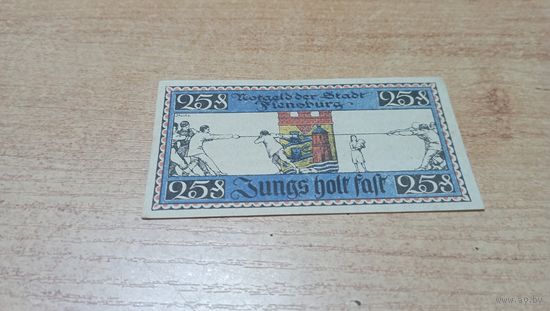 25₰ Notgeld der Stadt 25₰
Flensburg
25₰ Jungs holt fast 25₰
www.ay.by